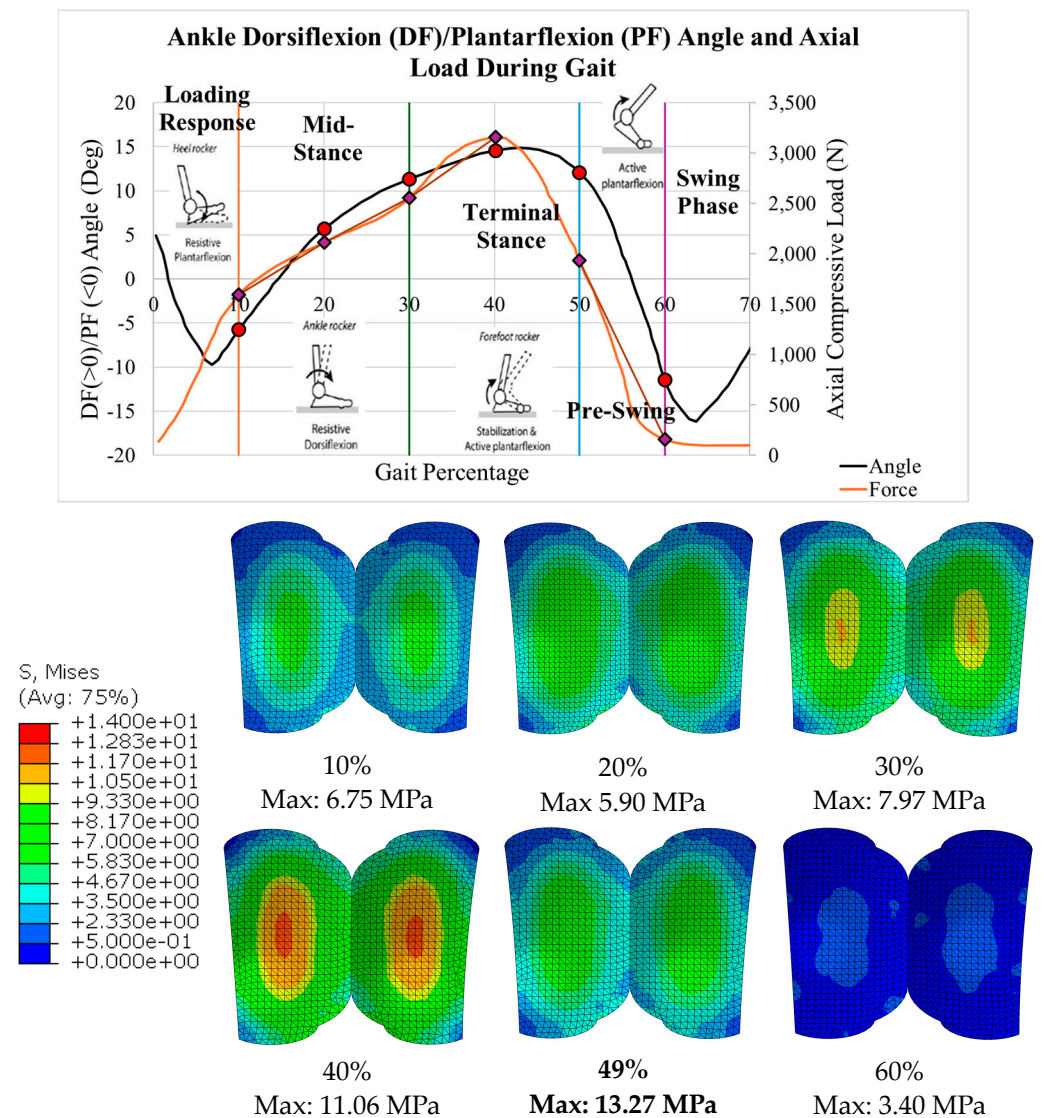 Ankle Dorsiflexion (DF)/Plantarflexion (PF) Angle and Axial
Load During Gait
DF(>0)/PF (<0) Angle (Deg)
20
15
10
5
0
-5
-10
-15
-20
Loading
Response
Heel rocker
Resistive
Plantarflexion
Mid-
Stance
Ankle rocker
Resistive
Dorsiflexion
Terminal
Stance
Forefoot rocker
Stabilization &
Active plantarflexion
Active
plantarflexion
Pre-Swing
Swing
Phase
0 10 20 30 40 50 60 70
Gait Percentage
3,500
3,000
2,500
2,000
1,500
1,000
500
0
Axial Compressive Load (N)
Angle
Force
S, Mises
(Avg: 75%)
+1.400e+01
+1.283e+01
+1.170e+01
+1.050e+01
+9.330e+00
+8.170e+00
+7.000e+00
+5.830e+00
+4.670e+00
+3.500e+00
+2.333e+00
+5.000e-01
+0.000e+00
10%
Max: 6.75 MPa
20%
Max 5.90 MPa
30%
Max: 7.97 MPa
40%
Max: 11.06 MPa
49%
Max: 13.27 MPa
60%
Max: 3.40 MPa